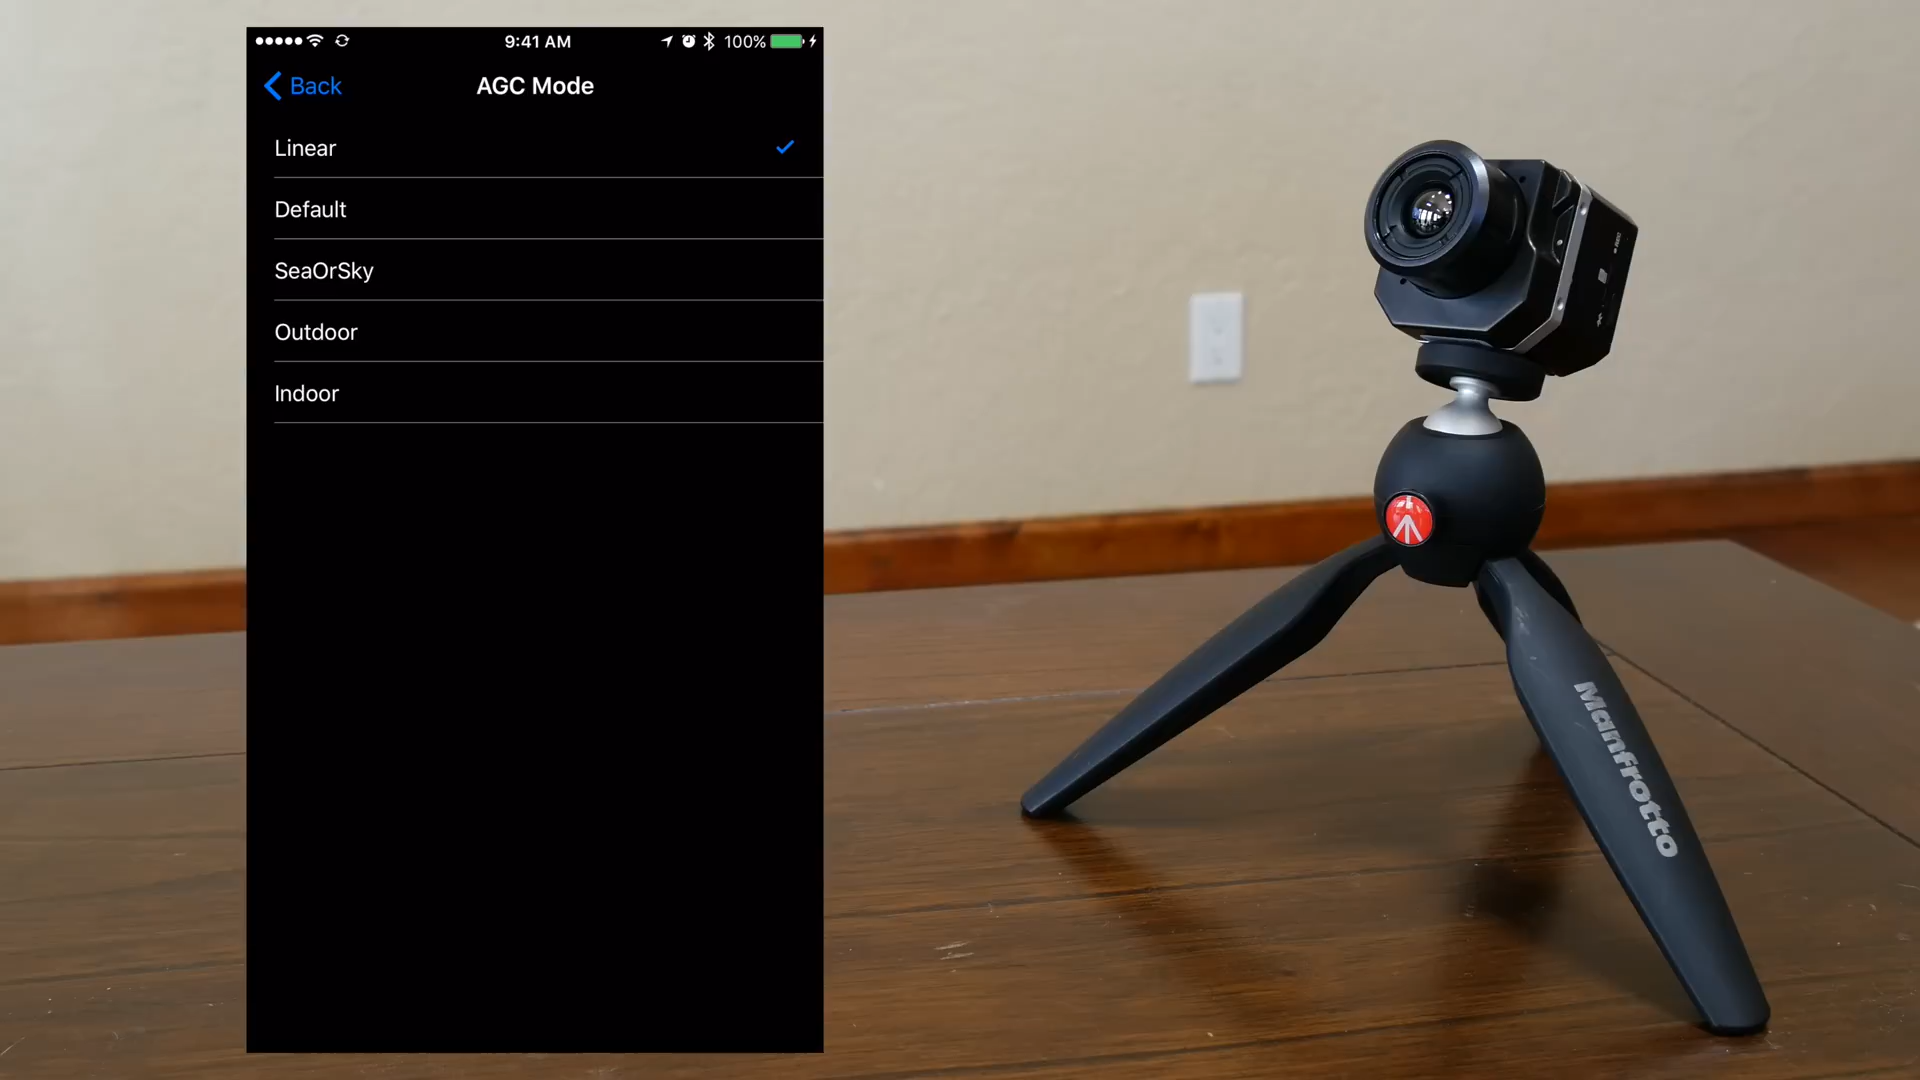 9:41 AM
100%
Back
AGC Mode
Linear
Default
SeaOrSky
Outdoor
Indoor
Manfrotto